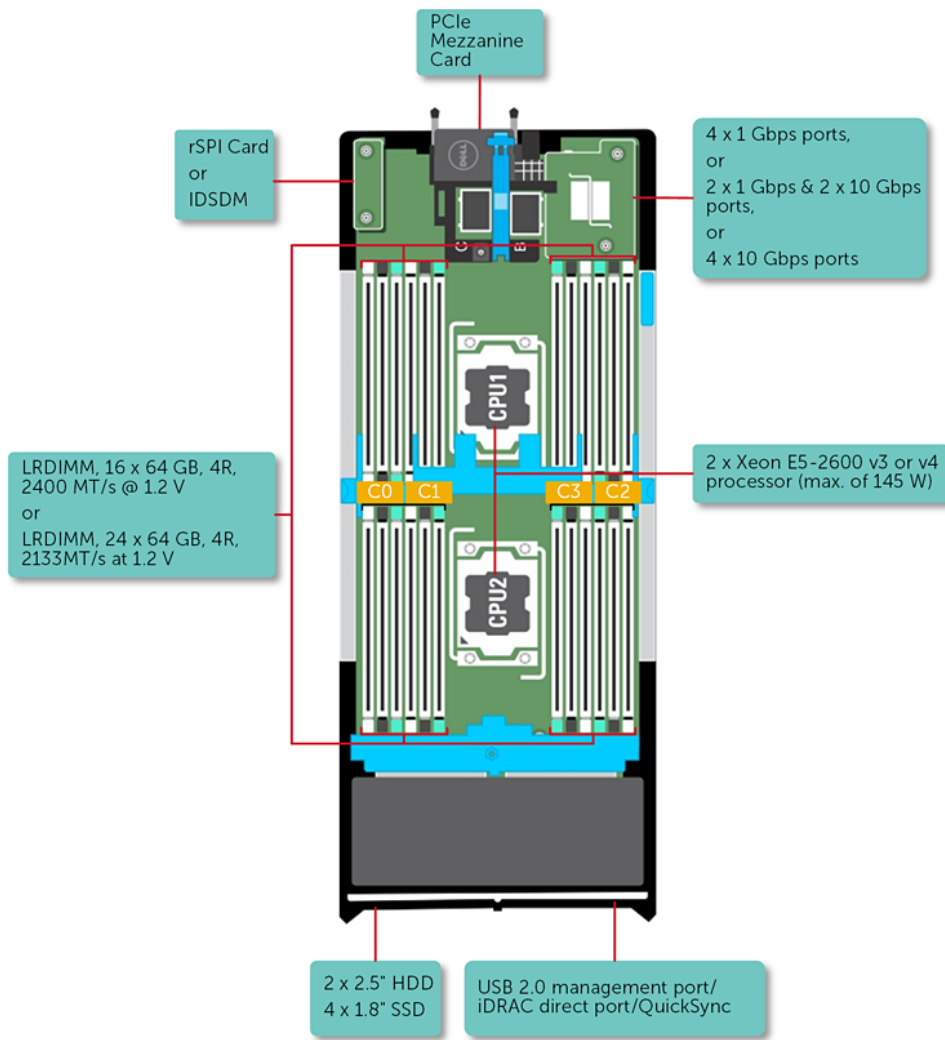 PCIe
Mezzanine
Card
rSPI Card
or
IDSDM
4 x 1 Gbps ports,
or
2 x 1 Gbps & 2 x 10 Gbps
ports,
or
4 x 10 Gbps ports
DELL
C
B
CPU1
LRDIMM, 16 x 64 GB, 4R,
2400 MT/s @ 1.2 V
or
LRDIMM, 24 x 64 GB, 4R,
2133MT/s at 1.2 V
C0 C1 C3 C2
2 x Xeon E5-2600 v3 or v4
processor (max. of 145 W)
CPU2
2 x 2.5" HDD
4 x 1.8" SSD
USB 2.0 management port/
iDRAC direct port/QuickSync